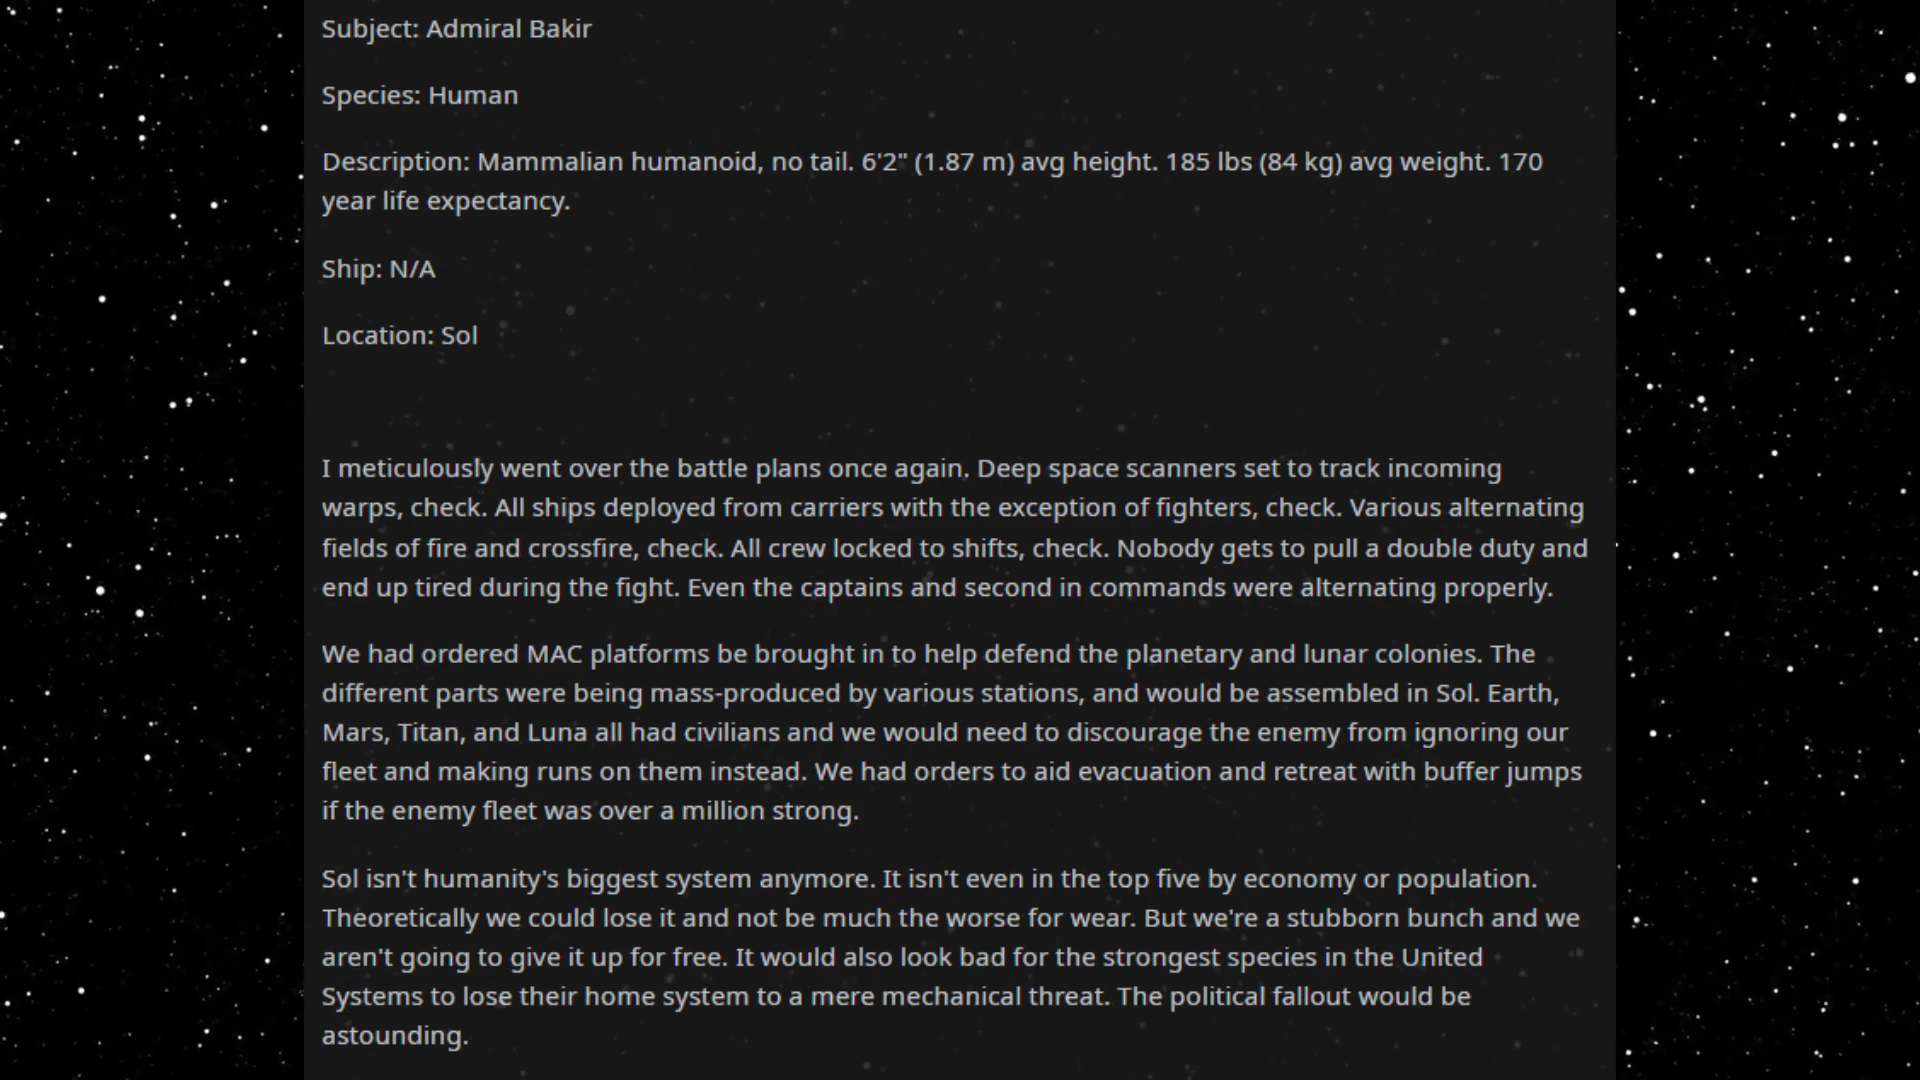 Subject: Admiral Bakir
Species: Human
Description: Mammalian humanoid, no tail. 6'2" (1.87 m) avg height. 185 lbs (84 kg) avg weight. 170
year life expectancy.
Ship: N/A
Location: Sol
I meticulously went over the battle plans once again. Deep space scanners set to track incoming
warps, check. All ships deployed from carriers with the exception of fighters, check. Various alternating
fields of fire and crossfire, check. All crew locked to shifts, check. Nobody gets to pull a double duty and
end up tired during the fight. Even the captains and second in commands were alternating properly.
We had ordered MAC platforms be brought in to help defend the planetary and lunar colonies. The
different parts were being mass-produced by various stations, and would be assembled in Sol. Earth,
Mars, Titan, and Luna all had civilians and we would need to discourage the enemy from ignoring our
fleet and making runs on them instead. We had orders to aid evacuation and retreat with buffer jumps
if the enemy fleet was over a million strong.
Sol isn't humanity's biggest system anymore. It isn't even in the top five by economy or population.
Theoretically we could lose it and not be much the worse for wear. But we're a stubborn bunch and we
aren't going to give it up for free. It would also look bad for the strongest species in the United
Systems to lose their home system to a mere mechanical threat. The political fallout would be
astounding.